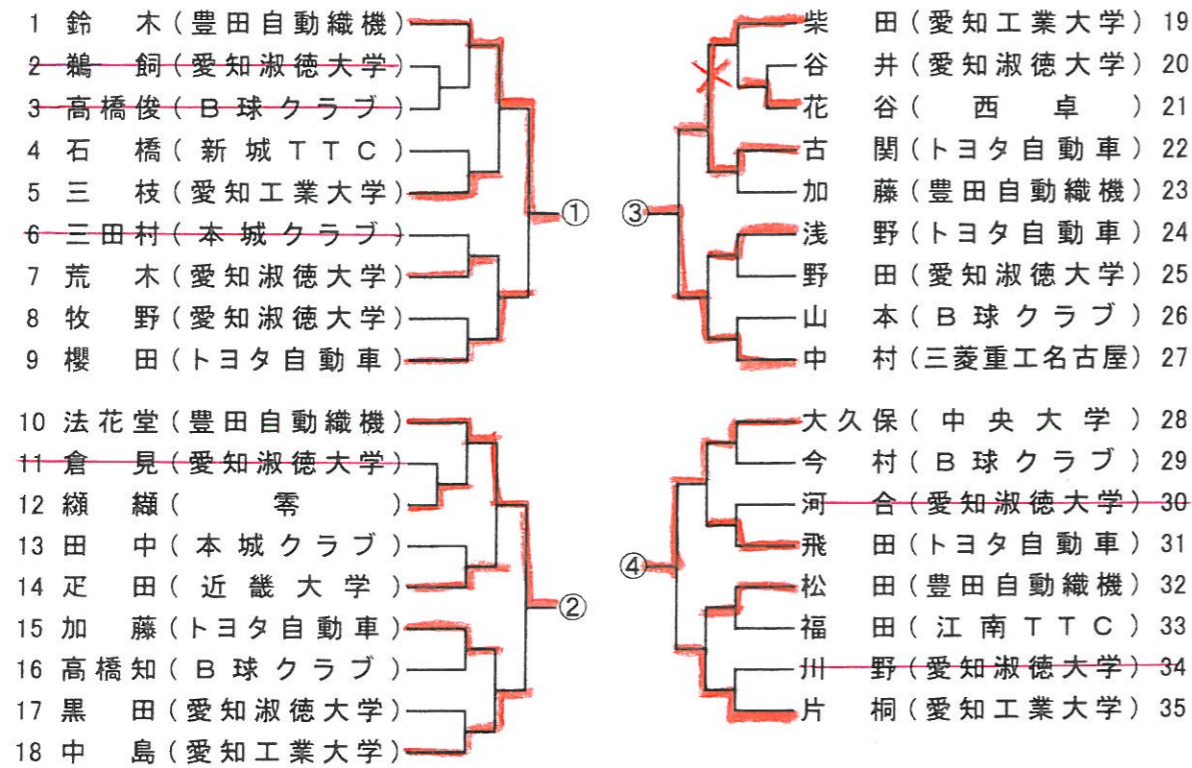 1 鈴 木(豊田自動織機)
2 鵜 飼(愛知淑徳大学)
3 高橋俊(B球クラブ)
4 石 橋(新城TTC)
5 三 枝(愛知工業大学)
6 三田村(本城クラブ)
7 荒 木(愛知淑徳大学)
8 牧 野(愛知淑徳大学)
9 櫻 田(トヨタ自動車)
①
10 法花堂(豊田自動織機)
11 倉 見(愛知淑徳大学)
12 纐 纈(零)
13 田 中(本城クラブ)
14 疋 田(近畿大学)
15 加 藤(トヨタ自動車)
16 高橋知(B球クラブ)
17 黒 田(愛知淑徳大学)
18 中 島(愛知工業大学)
②
柴 田(愛知工業大学) 19
谷 井(愛知淑徳大学) 20
花 谷(西卓) 21
古 関(トヨタ自動車) 22
加 藤(豊田自動織機) 23
浅 野(トヨタ自動車) 24
野 田(愛知淑徳大学) 25
山 本(B球クラブ) 26
中 村(三菱重工名古屋) 27
③
大久保(中央大学) 28
今 村(B球クラブ) 29
河 合(愛知淑徳大学) 30
飛 田(トヨタ自動車) 31
松 田(豊田自動織機) 32
福 田(江南TTC) 33
川 野(愛知淑徳大学) 34
片 桐(愛知工業大学) 35
④